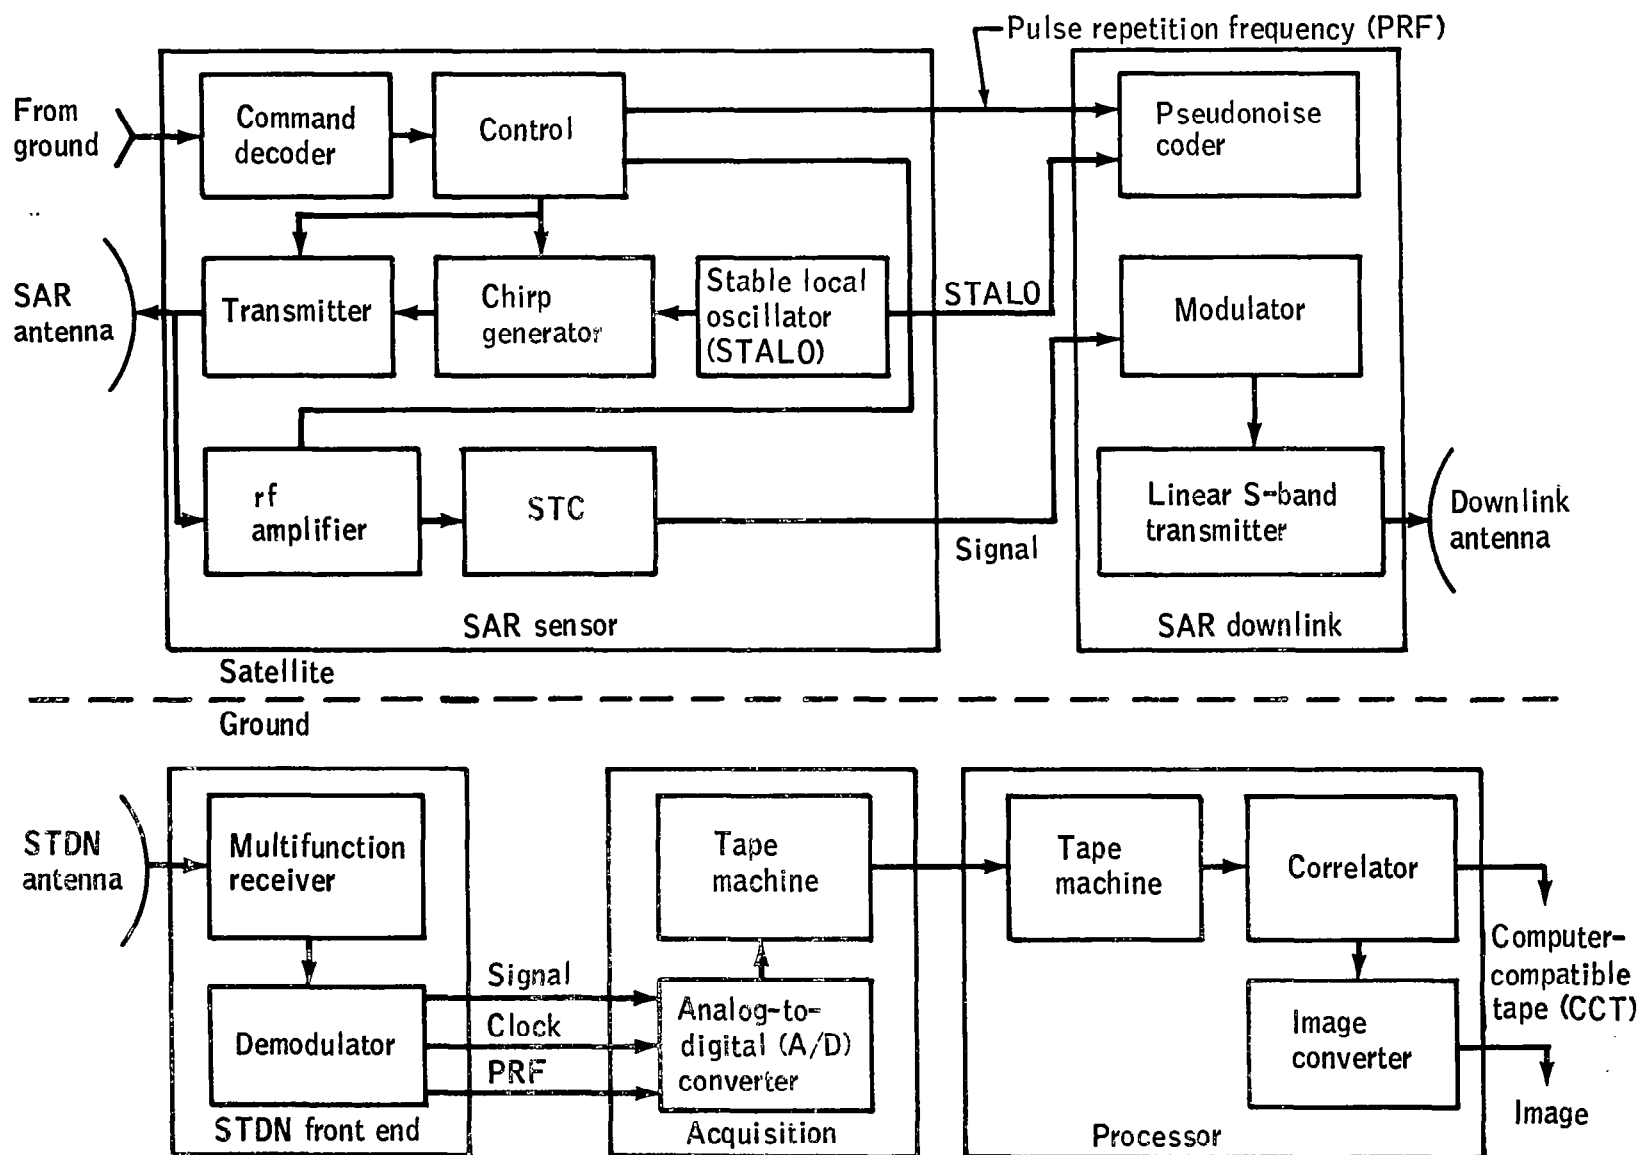 Pulse repetition frequency (PRF)
From
ground
Command
decoder
Control
Pseudonoise
coder
SAR
antenna
Transmitter
Chirp
generator
Stable local
oscillator
(STALO)
STALO
Modulator
rf
amplifier
STC
Signal
Linear S-band
transmitter
Downlink
antenna
SAR sensor
SAR downlink
Satellite
Ground
STDN
antenna
Multifunction
receiver
Tape
machine
Tape
machine
Correlator
Computer-
compatible
tape (CCT)
Signal
Clock
PRF
Demodulator
Analog-to-
digital (A/D)
converter
Image
converter
Image
STDN front end
Acquisition
Processor